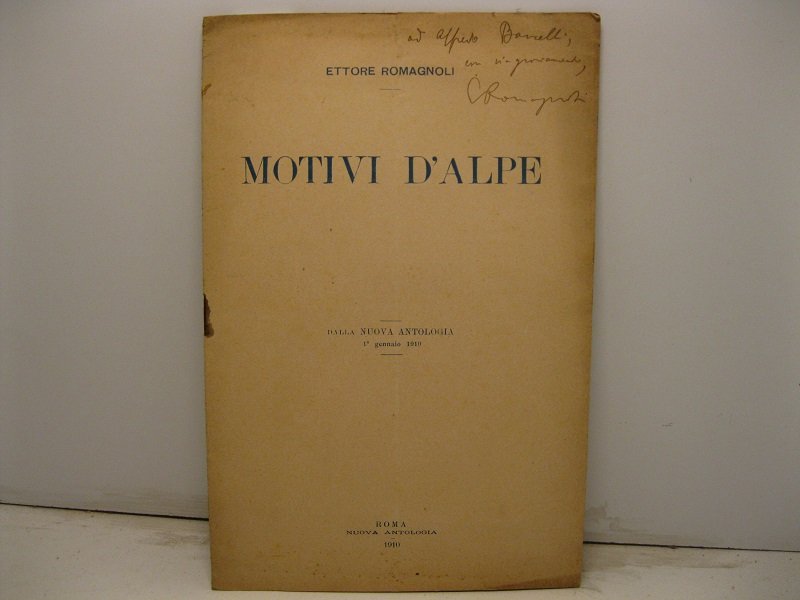 ad Alfredo Baccelli,
con
ERomagnoli
ETTORE ROMAGNOLI
MOTIVI D'ALPE
DALLA NUOVA ANTOLOGIA
1° gennaio 1910
ROMA
NUOVA ANTOLOGIA
1910